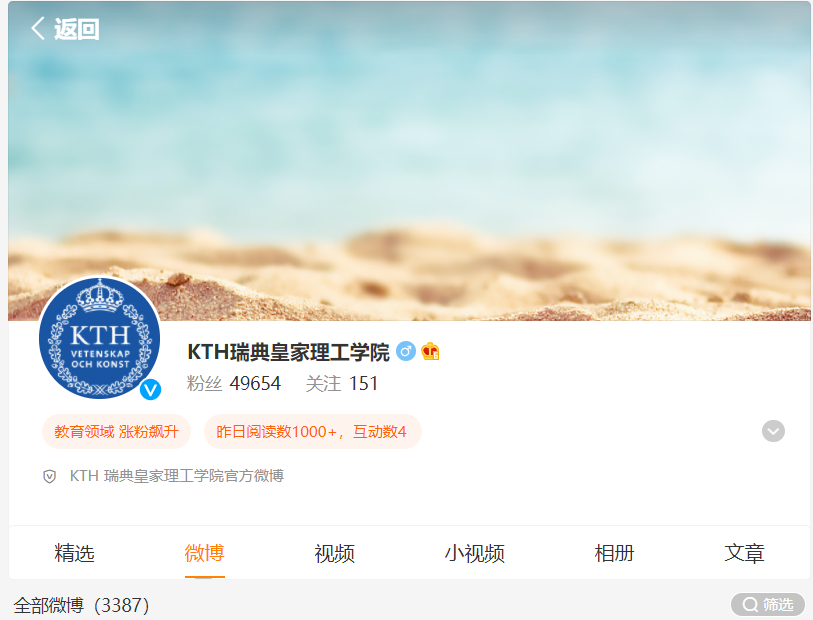 返回
KTH
VETENSKAP
OCH KONST
KTH瑞典皇家理工学院
粉丝 49654 关注 151
教育领域 涨粉飙升 昨日阅读数1000+，互动数4
KTH 瑞典皇家理工学院官方微博
精选 微博 视频 小视频 相册 文章
全部微博（3387） 筛选